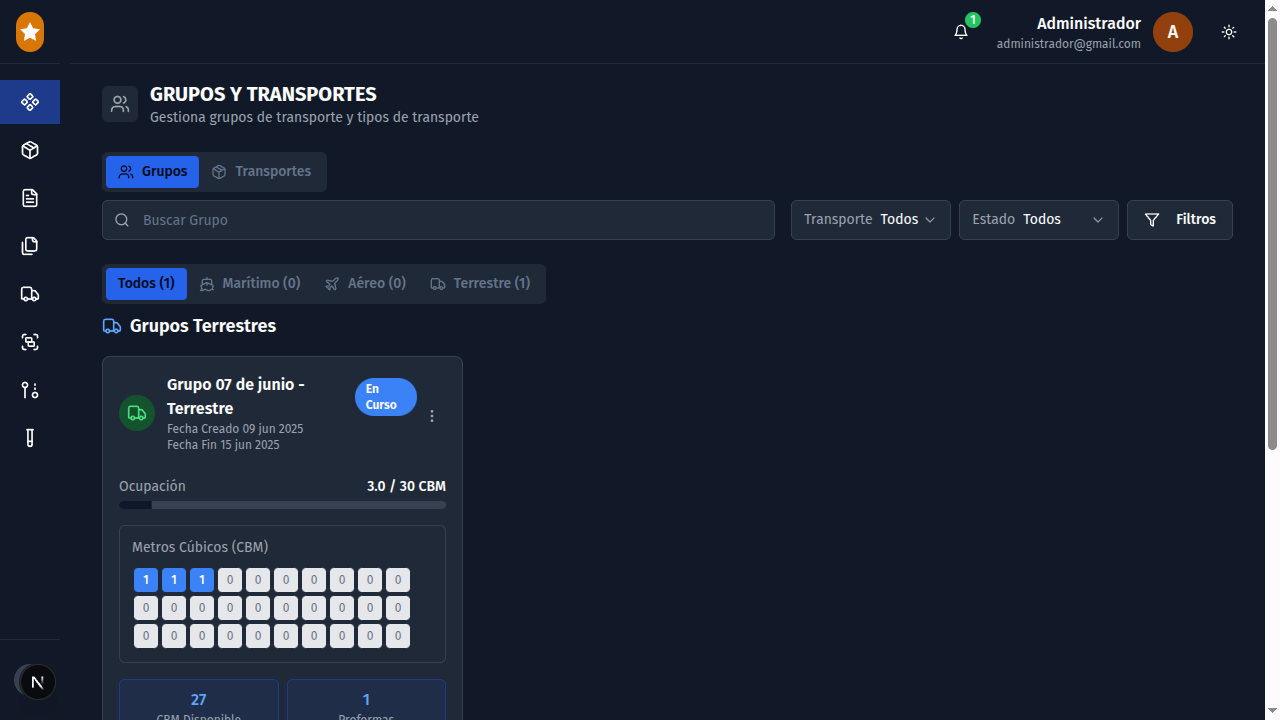 1
Administrador
administrador@gmail.com
A
GRUPOS Y TRANSPORTES
Gestiona grupos de transporte y tipos de transporte
Grupos
Transportes
Buscar Grupo
Transporte Todos
Estado Todos
Filtros
Todos (1)
Marítimo (0)
Aéreo (0)
Terrestre (1)
Grupos Terrestres
Grupo 07 de junio -
Terrestre
En
Curso
Fecha Creado 09 jun 2025
Fecha Fin 15 jun 2025
Ocupación
3.0 / 30 CBM
Metros Cúbicos (CBM)
1 1 1 0 0 0 0 0 0 0
0 0 0 0 0 0 0 0 0 0
0 0 0 0 0 0 0 0 0 0
27
CBM Disponible
1
Proformas
N